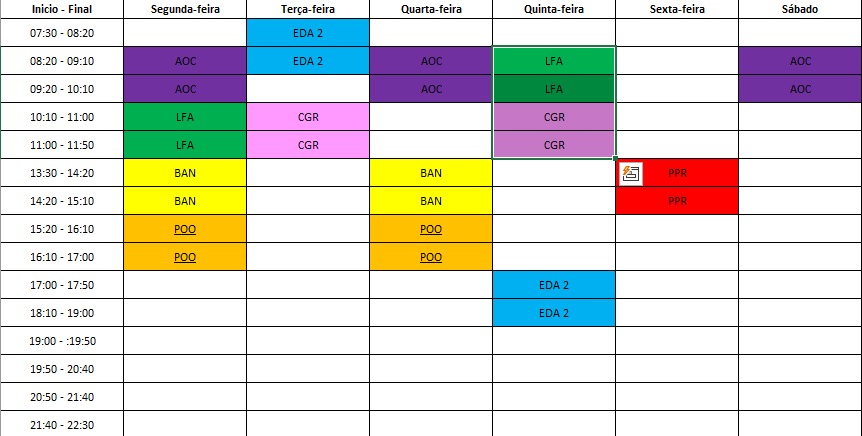 Inicio - Final Segunda-feira Terça-feira Quarta-feira Quinta-feira Sexta-feira Sábado
07:30 - 08:20 EDA 2
08:20 - 09:10 AOC EDA 2 AOC LFA AOC
09:20 - 10:10 AOC AOC LFA AOC
10:10 - 11:00 LFA CGR CGR
11:00 - 11:50 LFA CGR CGR
13:30 - 14:20 BAN BAN PPR
14:20 - 15:10 BAN BAN PPR
15:20 - 16:10 POO POO
16:10 - 17:00 POO POO
17:00 - 17:50 EDA 2
18:10 - 19:00 EDA 2
19:00 - :19:50
19:50 - 20:40
20:50 - 21:40
21:40 - 22:30